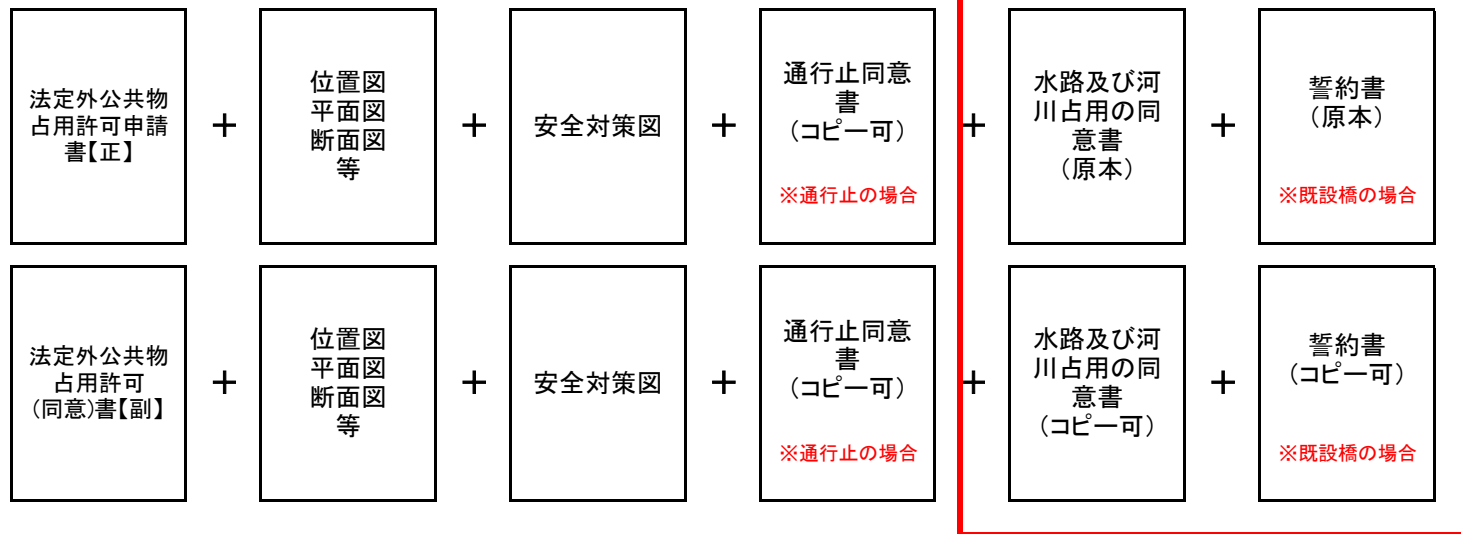 法定外公共物
占用許可申請
書【正】
＋
位置図
平面図
断面図
等
＋
安全対策図
＋
通行止同意
書
（コピー可）
※通行止の場合
＋
水路及び河
川占用の同
意書
（原本）
＋
誓約書
（原本）
※既設橋の場合
法定外公共物
占用許可
(同意)書【副】
＋
位置図
平面図
断面図
等
＋
安全対策図
＋
通行止同意
書
（コピー可）
※通行止の場合
＋
水路及び河
川占用の同
意書
（コピー可）
＋
誓約書
（コピー可）
※既設橋の場合